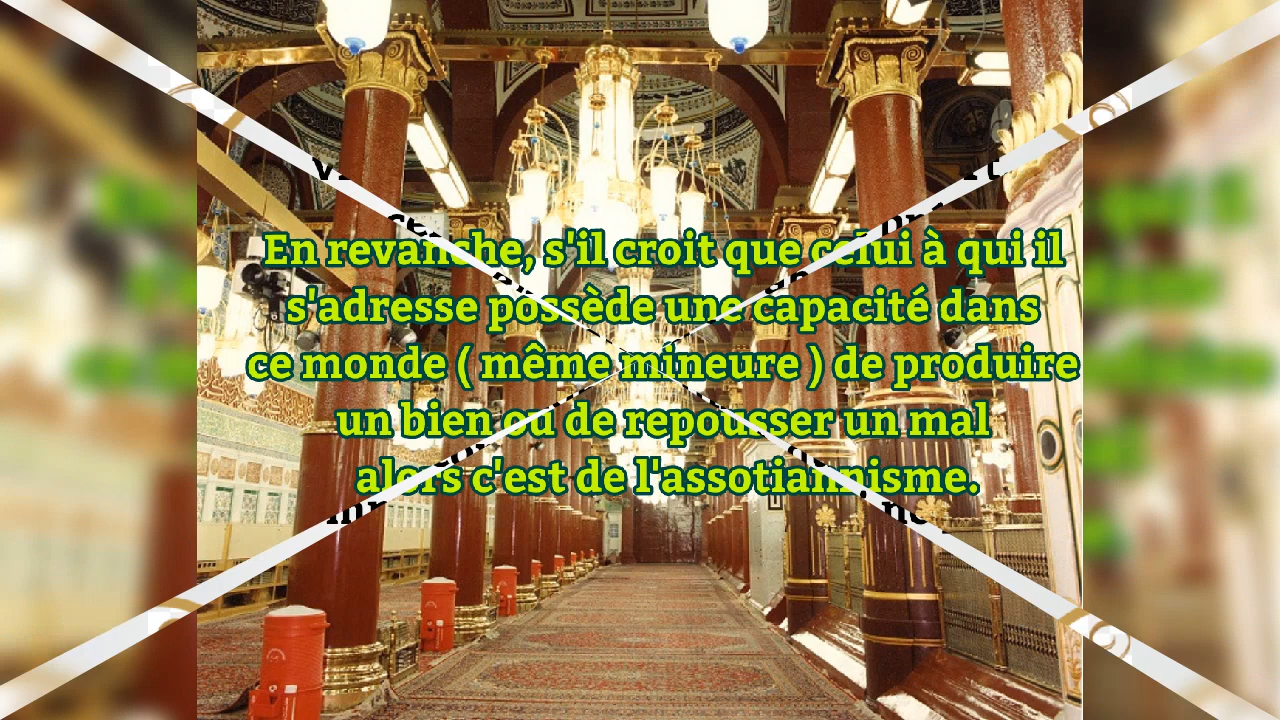 En revanche, s'il croit que celui à qui il
s'adresse possède une capacité dans
ce monde ( même mineure ) de produire
un bien ou de repousser un mal
alors c'est de l'assotiannisme.